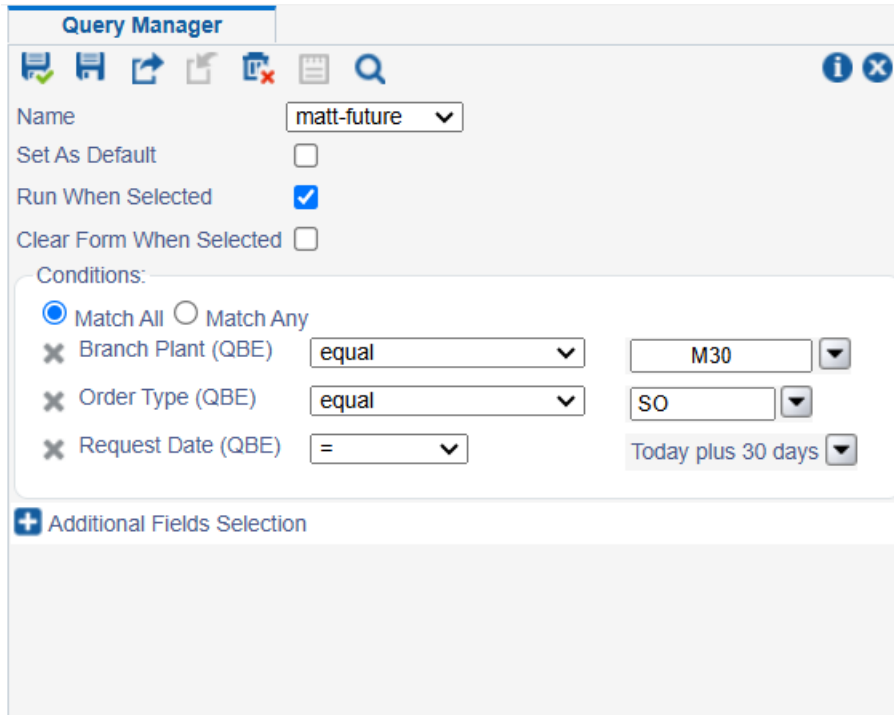 Query Manager
Name matt-future
Set As Default
Run When Selected
Clear Form When Selected
Conditions:
Match All Match Any
Branch Plant (QBE) equal M30
Order Type (QBE) equal SO
Request Date (QBE) = Today plus 30 days
Additional Fields Selection